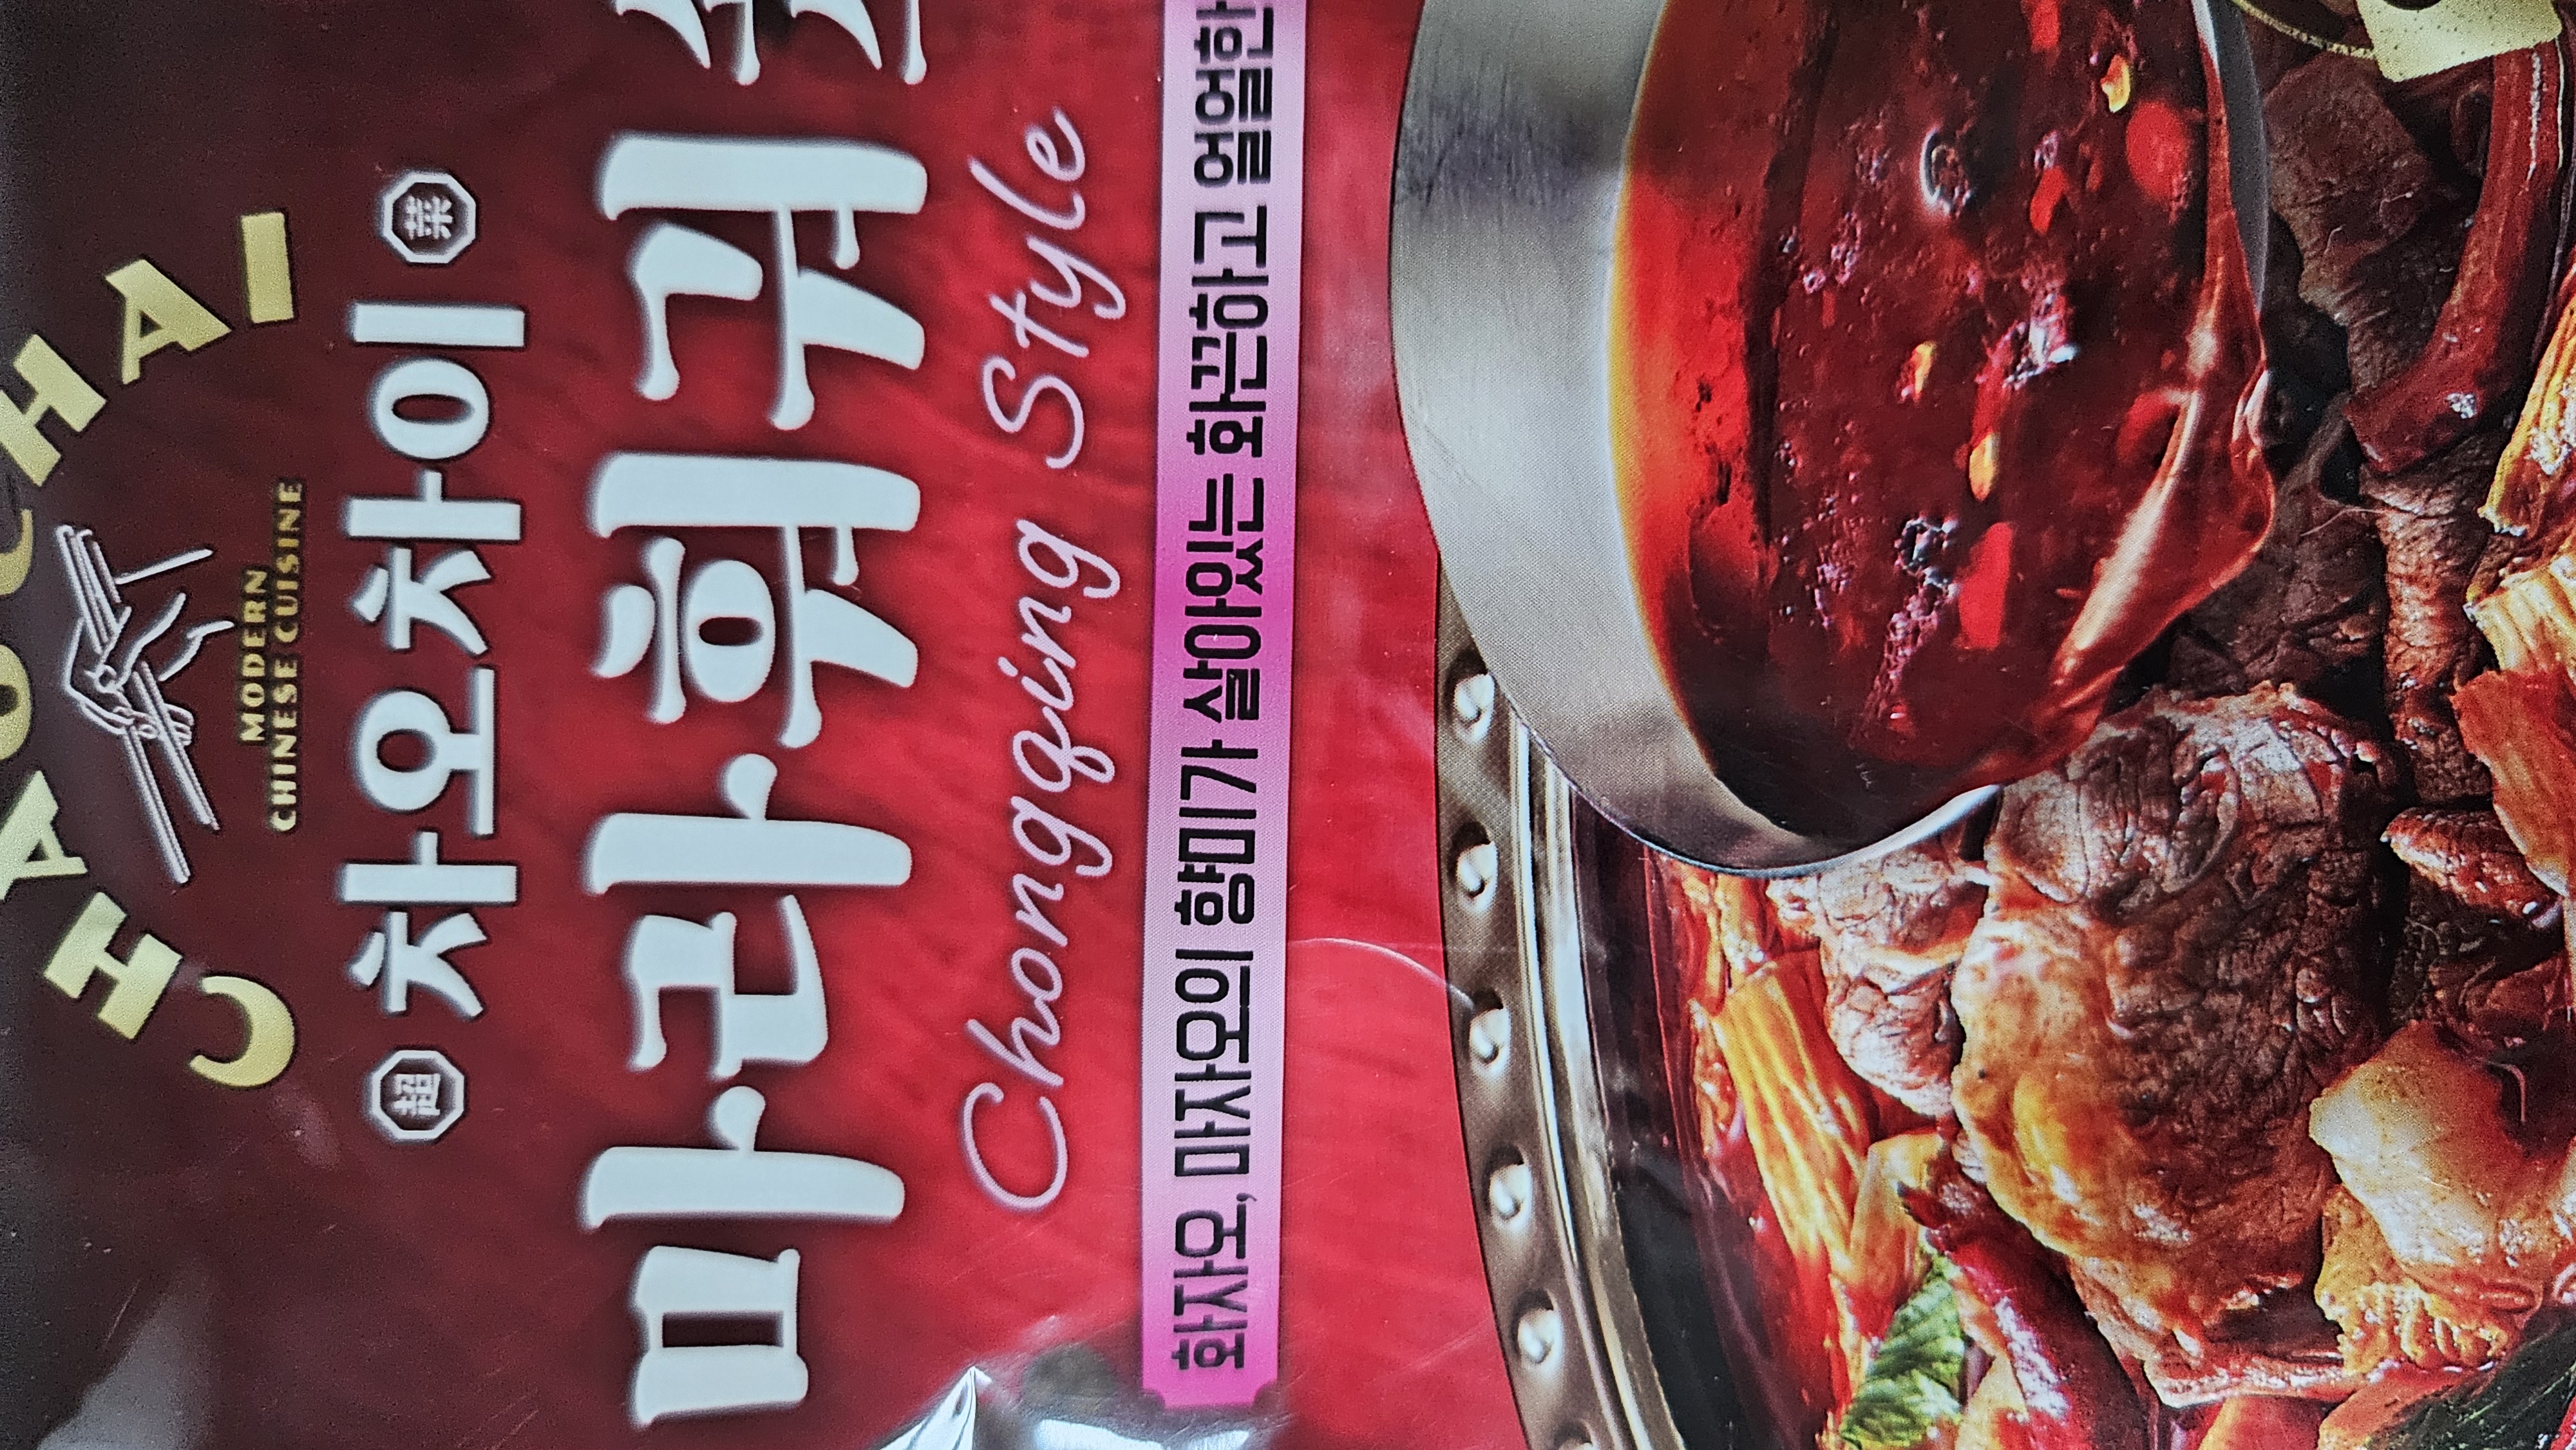 CHAOCHAI
MODERN
CHINESE CUISINE
超 차오차이 菜
마라훠궈
Chongqing Style
화자오, 마자오의 향미가 살아있는 화끈하고 얼얼한